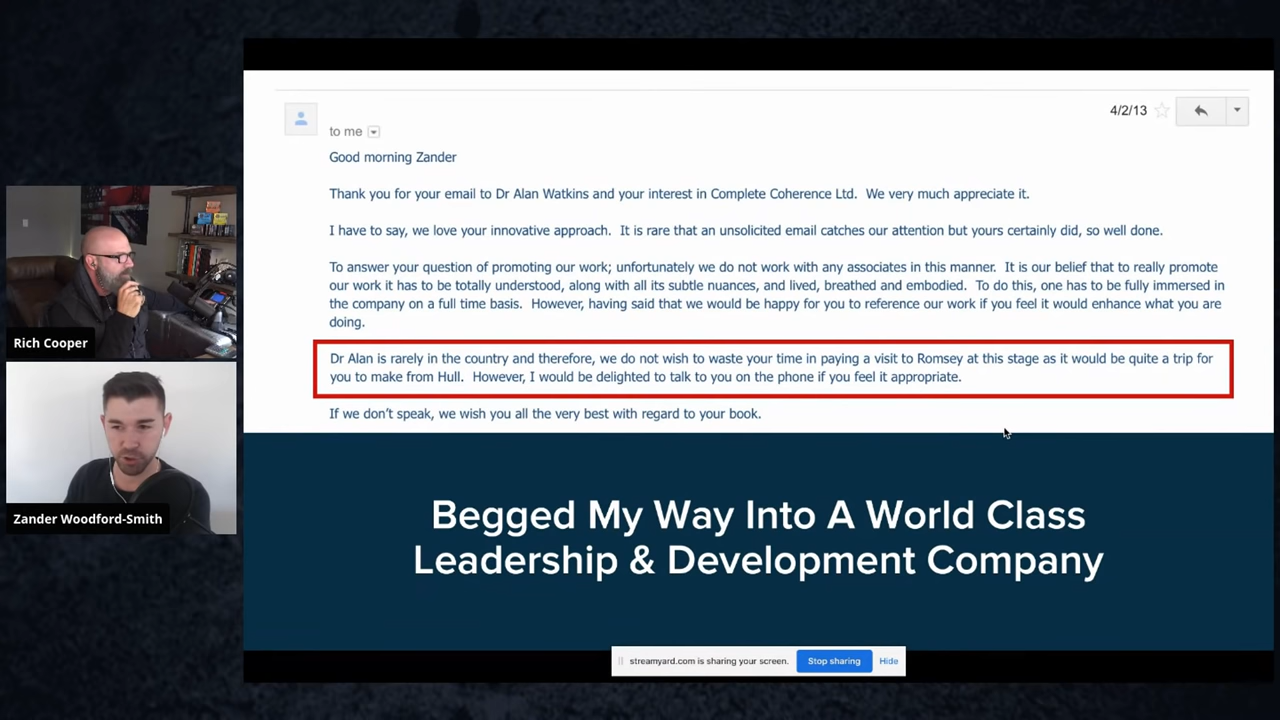 4/2/13
to me
Good morning Zander
Thank you for your email to Dr Alan Watkins and your interest in Complete Coherence Ltd.  We very much appreciate it.
I have to say, we love your innovative approach.  It is rare that an unsolicited email catches our attention but yours certainly did, so well done.
To answer your question of promoting our work; unfortunately we do not work with any associates in this manner.  It is our belief that to really promote
our work it has to be totally understood, along with all its subtle nuances, and lived, breathed and embodied.  To do this, one has to be fully immersed in
the company on a full time basis.  However, having said that we would be happy for you to reference our work if you feel it would enhance what you are
doing.
Dr Alan is rarely in the country and therefore, we do not wish to waste your time in paying a visit to Romsey at this stage as it would be quite a trip for
you to make from Hull.  However, I would be delighted to talk to you on the phone if you feel it appropriate.
If we don't speak, we wish you all the very best with regard to your book.
Rich Cooper
Zander Woodford-Smith
Begged My Way Into A World Class
Leadership & Development Company
streamyard.com is sharing your screen.
Stop sharing
Hide